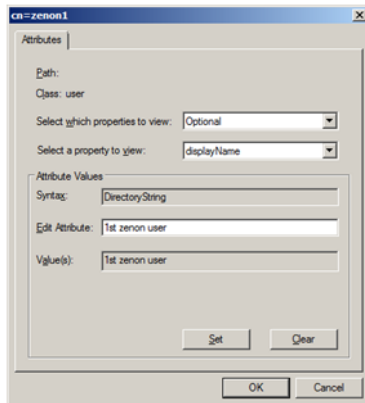 cn=zenon1
Attributes
Path:
Class: user
Select which properties to view: Optional
Select a property to view: displayName
Attribute Values
Syntax: DirectoryString
Edit Attribute: 1st zenon user
Value(s): 1st zenon user
Set Clear
OK Cancel